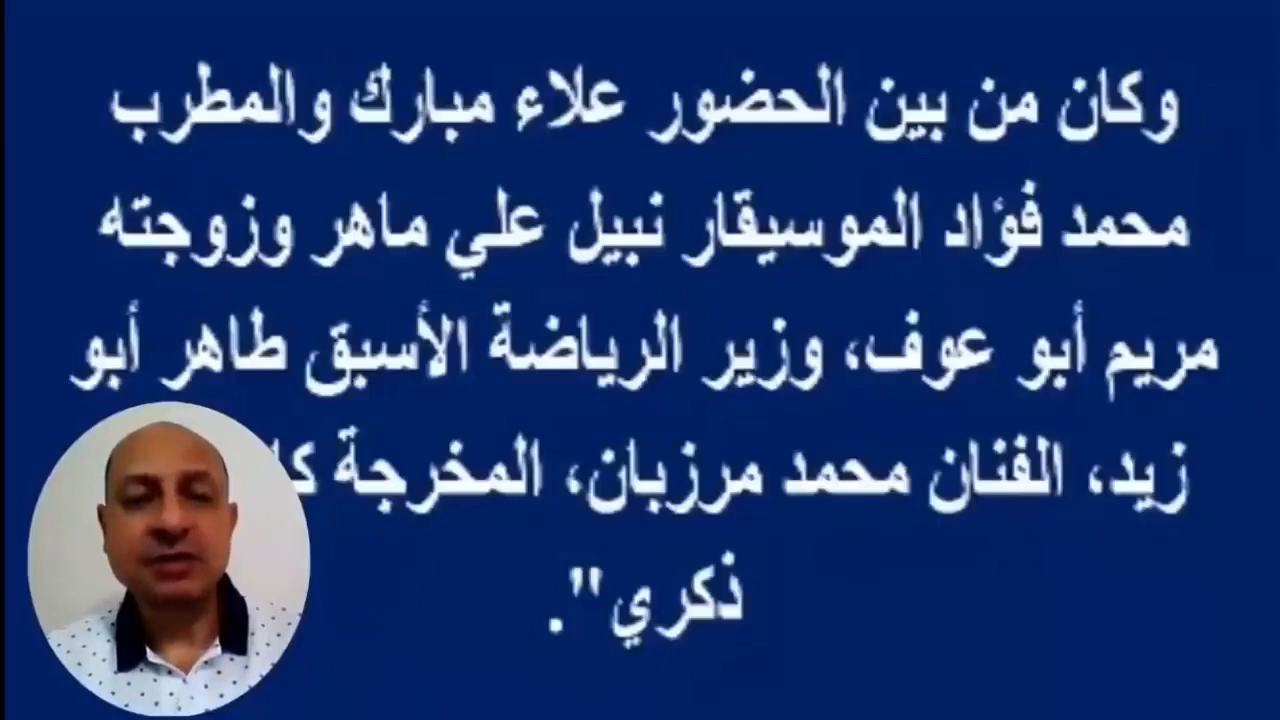 وكان من بين الحضور علاء مبارك والمطرب
محمد فؤاد الموسيقار نبيل علي ماهر وزوجته
مريم أبو عوف، وزير الرياضة الأسبق طاهر أبو
زيد، الفنان محمد مرزبان، المخرجة
ذكري".